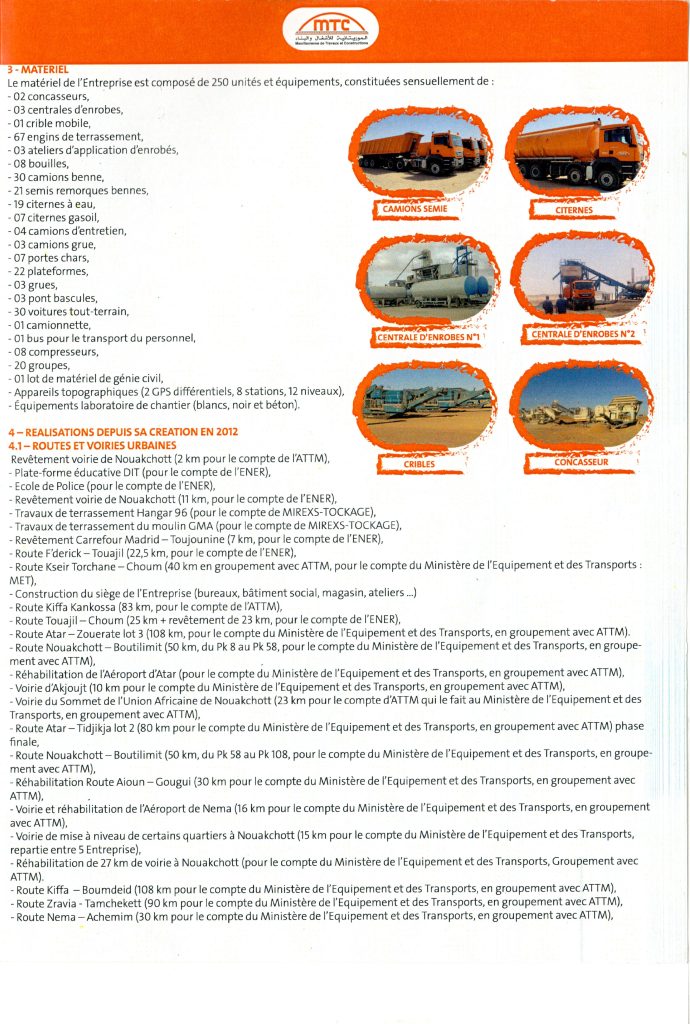 MTC
الموريتانية للأشغال والبناء
Mauritanienne de Travaux et Constructions
3 - MATERIEL
Le matériel de l'Entreprise est composé de 250 unités et équipements, constituées sensuellement de :
- 02 concasseurs,
- 03 centrales d'enrobes,
- 01 crible mobile,
- 67 engins de terrassement,
- 03 ateliers d'application d'enrobés,
- 08 bouilles,
- 30 camions benne,
- 21 semis remorques bennes,
- 19 citernes à eau,
- 07 citernes gasoil,
- 04 camions d'entretien,
- 03 camions grue,
- 07 portes chars,
- 22 plateformes,
- 03 grues,
- 03 pont bascules,
- 30 voitures tout-terrain,
- 01 camionnette,
- 01 bus pour le transport du personnel,
- 08 compresseurs,
- 20 groupes,
- 01 lot de matériel de génie civil,
- Appareils topographiques (2 GPS différentiels, 8 stations, 12 niveaux),
- Équipements laboratoire de chantier (blancs, noir et béton).
CAMIONS SEMIE
CITERNES
CENTRALE D'ENROBES N°1
CENTRALE D'ENROBES N°2
CRIBLES
CONCASSEUR
4 – REALISATIONS DEPUIS SA CREATION EN 2012
4.1 – ROUTES ET VOIRIES URBAINES
Revêtement voirie de Nouakchott (2 km pour le compte de l'ATTM),
- Plate-forme éducative DIT (pour le compte de l'ENER),
- Ecole de Police (pour le compte de l'ENER),
- Revêtement voirie de Nouakchott (11 km, pour le compte de l'ENER),
- Travaux de terrassement Hangar 96 (pour le compte de MIREXS-TOCKAGE),
- Travaux de terrassement du moulin GMA (pour le compte de MIREXS-TOCKAGE),
- Revêtement Carrefour Madrid – Toujounine (7 km, pour le compte de l'ENER),
- Route F'derick – Touajil (22,5 km, pour le compte de l'ENER),
- Route Kseir Torchane – Choum (40 km en groupement avec ATTM, pour le compte du Ministère de l'Equipement et des Transports :
MET),
- Construction du siège de l'Entreprise (bureaux, bâtiment social, magasin, ateliers ...)
- Route Kiffa Kankossa (83 km, pour le compte de l'ATTM),
- Route Touajil – Choum (25 km + revêtement de 23 km, pour le compte de l'ENER),
- Route Atar – Zouerate lot 3 (108 km, pour le compte du Ministère de l'Equipement et des Transports, en groupement avec ATTM).
- Route Nouakchott – Boutilimit (50 km, du Pk 8 au Pk 58, pour le compte du Ministère de l'Equipement et des Transports, en groupe-
ment avec ATTM),
- Réhabilitation de l'Aéroport d'Atar (pour le compte du Ministère de l'Equipement et des Transports, en groupement avec ATTM),
- Voirie d'Akjoujt (10 km pour le compte du Ministère de l'Equipement et des Transports, en groupement avec ATTM),
- Voirie du Sommet de l'Union Africaine de Nouakchott (23 km pour le compte d'ATTM qui le fait au Ministère de l'Equipement et des
Transports, en groupement avec ATTM),
- Route Atar – Tidjikja lot 2 (80 km pour le compte du Ministère de l'Equipement et des Transports, en groupement avec ATTM) phase
finale,
- Route Nouakchott – Boutilimit (50 km, du Pk 58 au Pk 108, pour le compte du Ministère de l'Equipement et des Transports, en groupe-
ment avec ATTM),
- Réhabilitation Route Aioun – Gougui (30 km pour le compte du Ministère de l'Equipement et des Transports, en groupement avec
ATTM),
- Voirie et réhabilitation de l'Aéroport de Nema (16 km pour le compte du Ministère de l'Equipement et des Transports, en groupement
avec ATTM),
- Voirie de mise à niveau de certains quartiers à Nouakchott (15 km pour le compte du Ministère de l'Equipement et des Transports,
repartie entre 5 Entreprise),
- Réhabilitation de 27 km de voirie à Nouakchott (pour le compte du Ministère de l'Equipement et des Transports, Groupement avec
ATTM).
- Route Kiffa – Boumdeid (108 km pour le compte du Ministère de l'Equipement et des Transports, en groupement avec ATTM),
- Route Zravia - Tamchekett (90 km pour le compte du Ministère de l'Equipement et des Transports, en groupement avec ATTM),
- Route Nema – Achemim (30 km pour le compte du Ministère de l'Equipement et des Transports, en groupement avec ATTM),